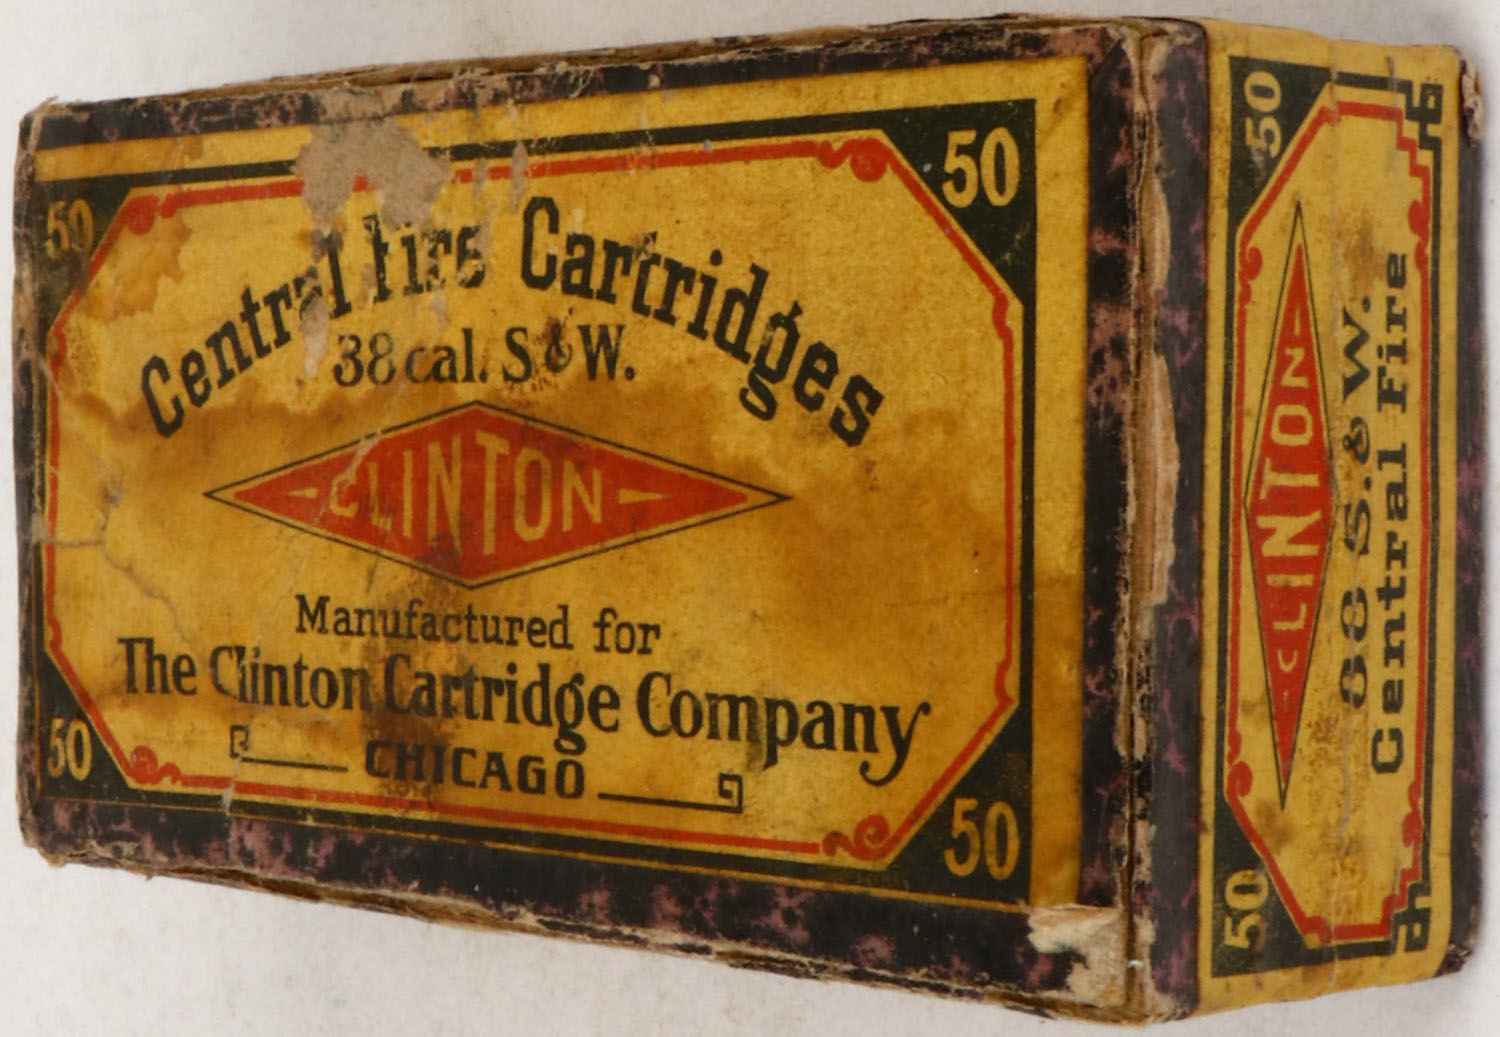 50 50
Central Fire Cartridges
38 cal. S & W.
- CLINTON -
Manufactured for
The Clinton Cartridge Company
CHICAGO
50 50
50 50
- CLINTON -
38 S. & W.
Central Fire